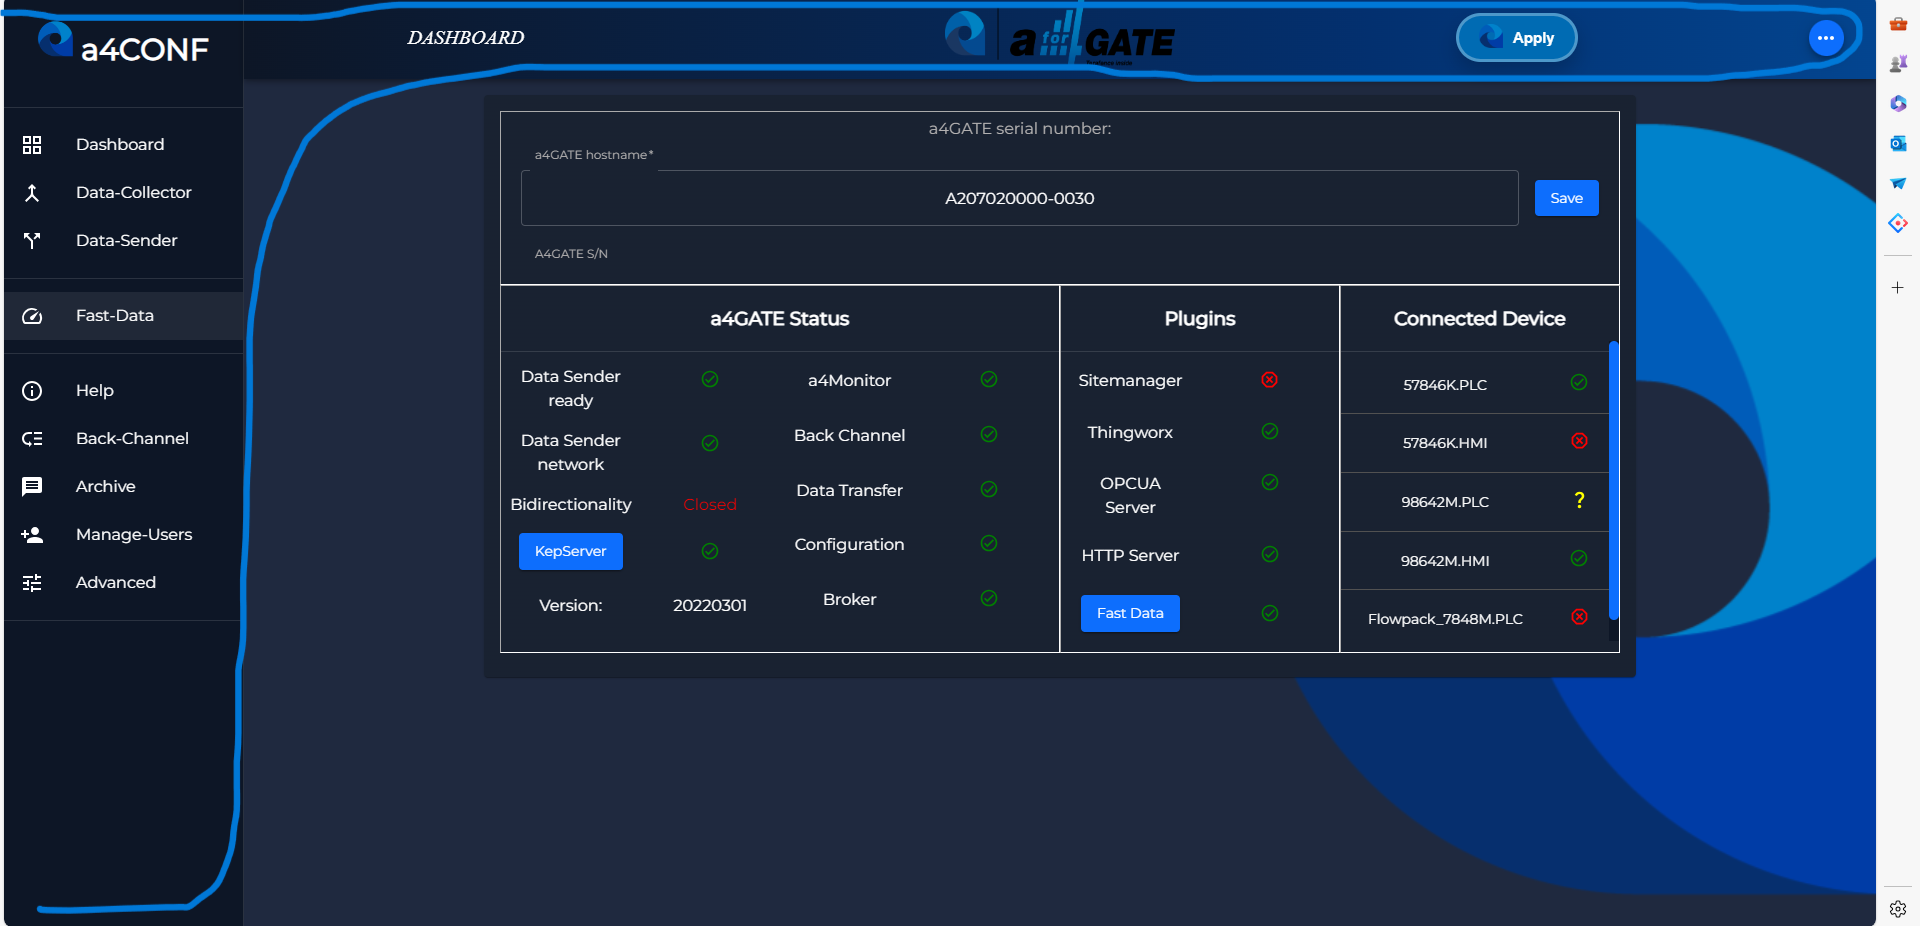 a4CONF
DASHBOARD
a for 4GATE
Apply
Dashboard
Data-Collector
Data-Sender
Fast-Data
Help
Back-Channel
Archive
Manage-Users
Advanced
a4GATE serial number:
a4GATE hostname*
A207020000-0030
Save
A4GATE S/N
a4GATE Status
Data Sender
ready
Data Sender
network
Bidirectionality
Closed
KepServer
Version:
20220301
a4Monitor
Back Channel
Data Transfer
Configuration
Broker
Plugins
Sitemanager
Thingworx
OPCUA
Server
HTTP Server
Fast Data
Connected Device
57846K.PLC
57846K.HMI
98642M.PLC
?
98642M.HMI
Flowpack_7848M.PLC